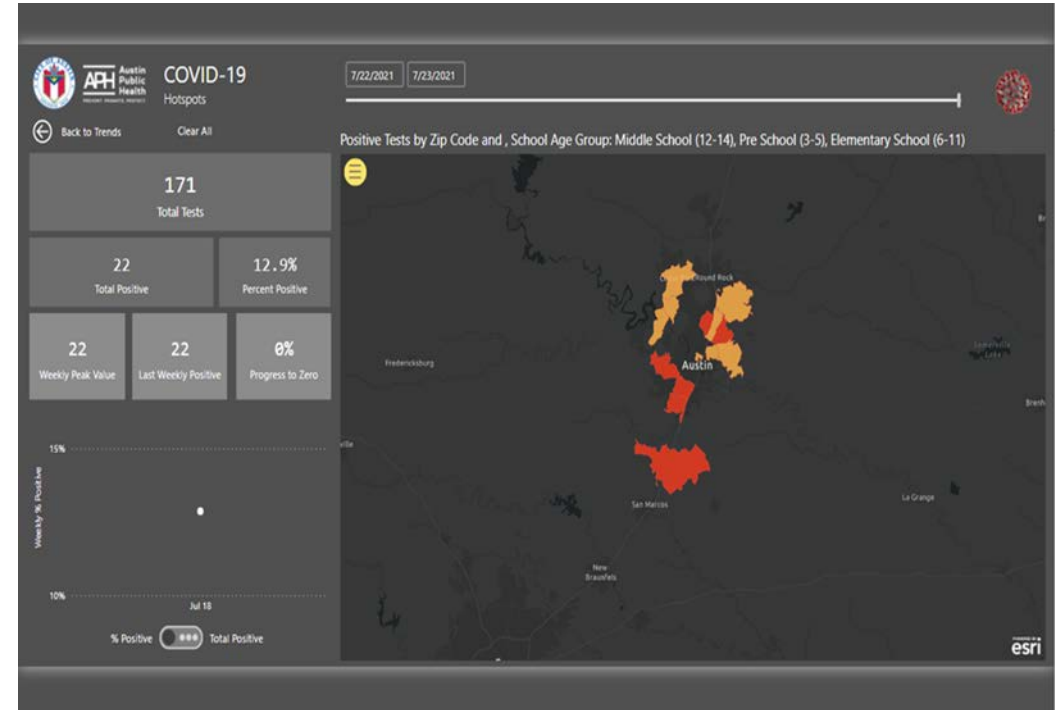 APH
Austin
Public
Health
COVID-19
Hotspots
Back to Trends
Clear All
7/22/2021
7/23/2021
Positive Tests by Zip Code and , School Age Group: Middle School (12-14), Pre School (3-5), Elementary School (6-11)
171
Total Tests
22
Total Positive
12.9%
Percent Positive
22
Weekly Peak Value
22
Last Weekly Positive
0%
Progress to Zero
15%
Weekly % Positive
10%
Jul 18
% Positive
Total Positive
Round Rock
Fredericksburg
Austin
Brenh
ville
San Marcos
La Grange
New
Braunfels
esri